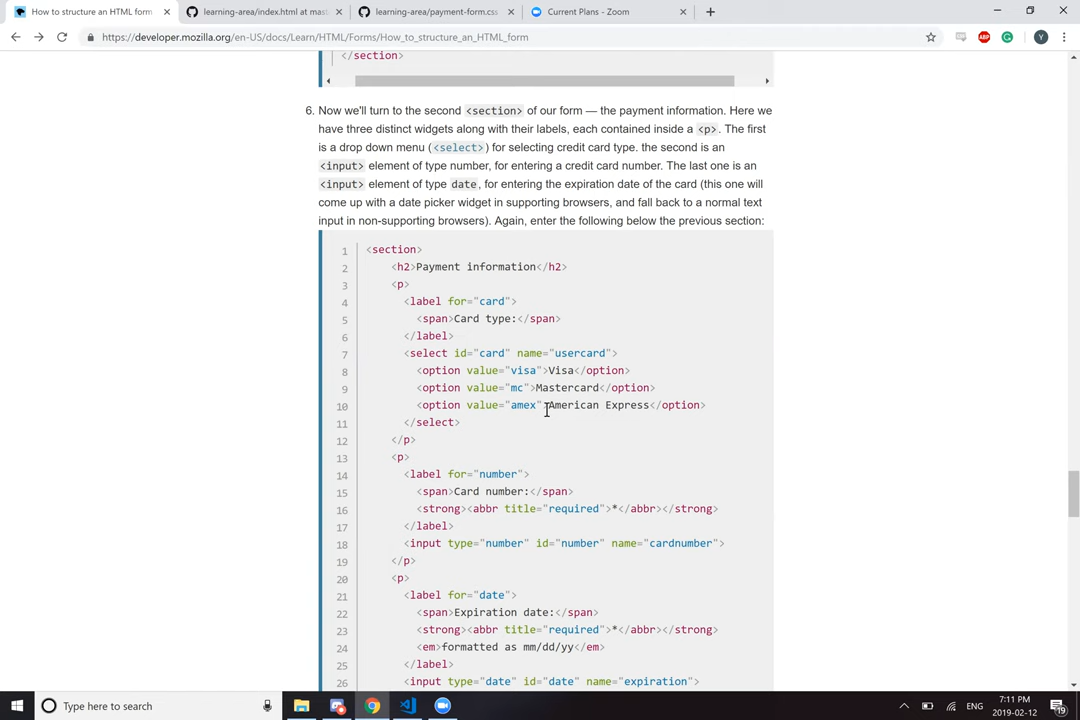 How to structure an HTML form
learning-area/index.html at mast
learning-area/payment-form.css
Current Plans - Zoom
https://developer.mozilla.org/en-US/docs/Learn/HTML/Forms/How_to_structure_an_HTML_form
ABP
G
Y
</section>
6. Now we'll turn to the second <section> of our form — the payment information. Here we
have three distinct widgets along with their labels, each contained inside a <p>. The first
is a drop down menu (<select>) for selecting credit card type. the second is an
<input> element of type number, for entering a credit card number. The last one is an
<input> element of type date, for entering the expiration date of the card (this one will
come up with a date picker widget in supporting browsers, and fall back to a normal text
input in non-supporting browsers). Again, enter the following below the previous section:
1 <section>
2 <h2>Payment information</h2>
3 <p>
4 <label for="card">
5 <span>Card type:</span>
6 </label>
7 <select id="card" name="usercard">
8 <option value="visa">Visa</option>
9 <option value="mc">Mastercard</option>
10 <option value="amex">American Express</option>
11 </select>
12 </p>
13 <p>
14 <label for="number">
15 <span>Card number:</span>
16 <strong><abbr title="required">*</abbr></strong>
17 </label>
18 <input type="number" id="number" name="cardnumber">
19 </p>
20 <p>
21 <label for="date">
22 <span>Expiration date:</span>
23 <strong><abbr title="required">*</abbr></strong>
24 <em>formatted as mm/dd/yy</em>
25 </label>
26 <input type="date" id="date" name="expiration">
Type here to search
ENG
7:11 PM
2019-02-12
19